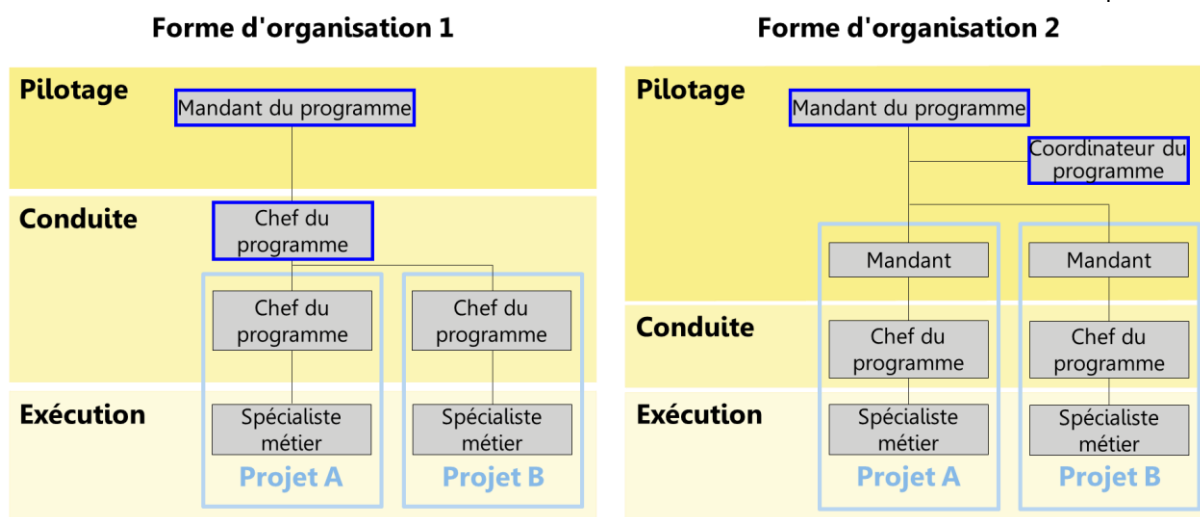 Forme d'organisation 1
Pilotage
Mandant du programme
Conduite
Chef du
programme
Chef du
programme
Chef du
programme
Exécution
Spécialiste
métier
Spécialiste
métier
Projet A
Projet B
Forme d'organisation 2
Pilotage
Mandant du programme
Coordinateur du
programme
Mandant
Mandant
Conduite
Chef du
programme
Chef du
programme
Exécution
Spécialiste
métier
Spécialiste
métier
Projet A
Projet B